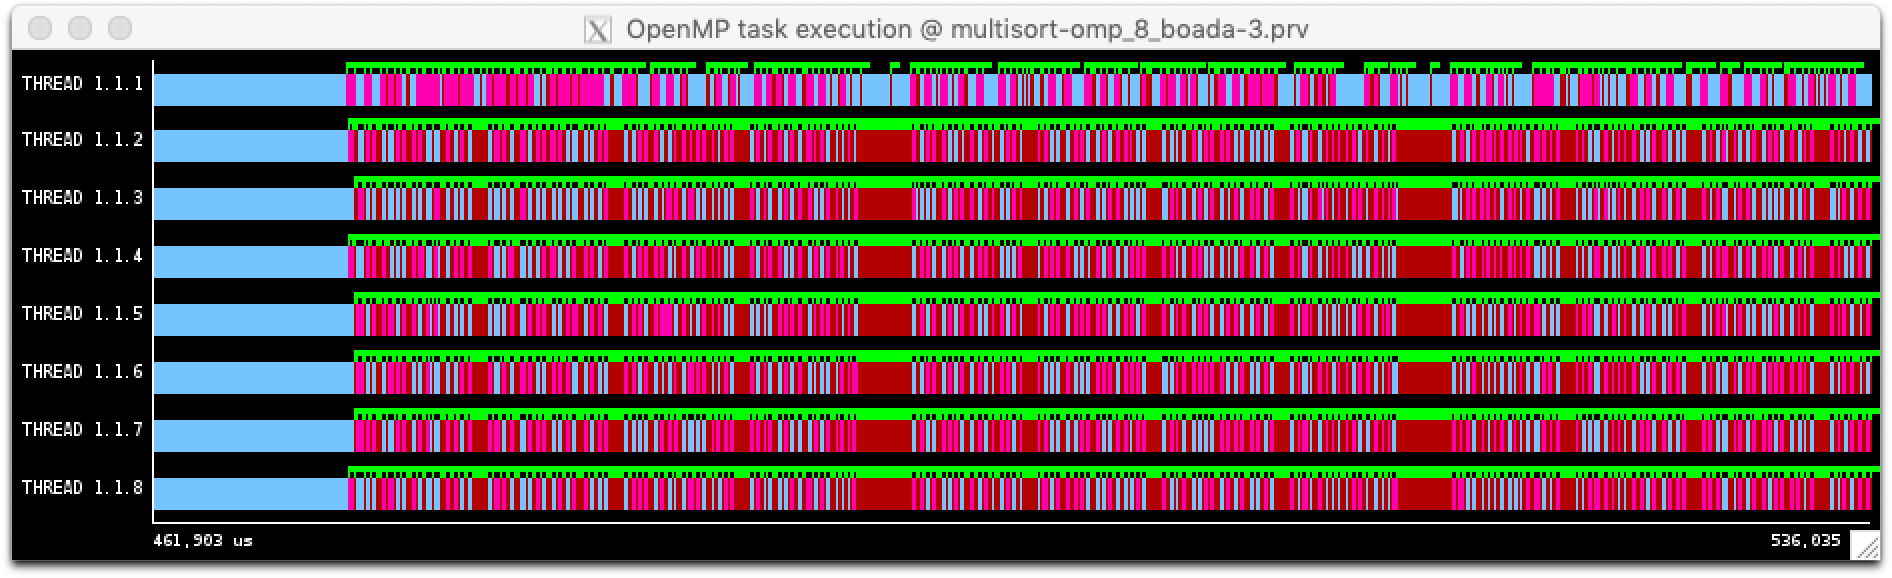 OpenMP task execution @ multisort-omp_8_boada-3.prv
THREAD 1.1.1
THREAD 1.1.2
THREAD 1.1.3
THREAD 1.1.4
THREAD 1.1.5
THREAD 1.1.6
THREAD 1.1.7
THREAD 1.1.8
461,903 us 536,035